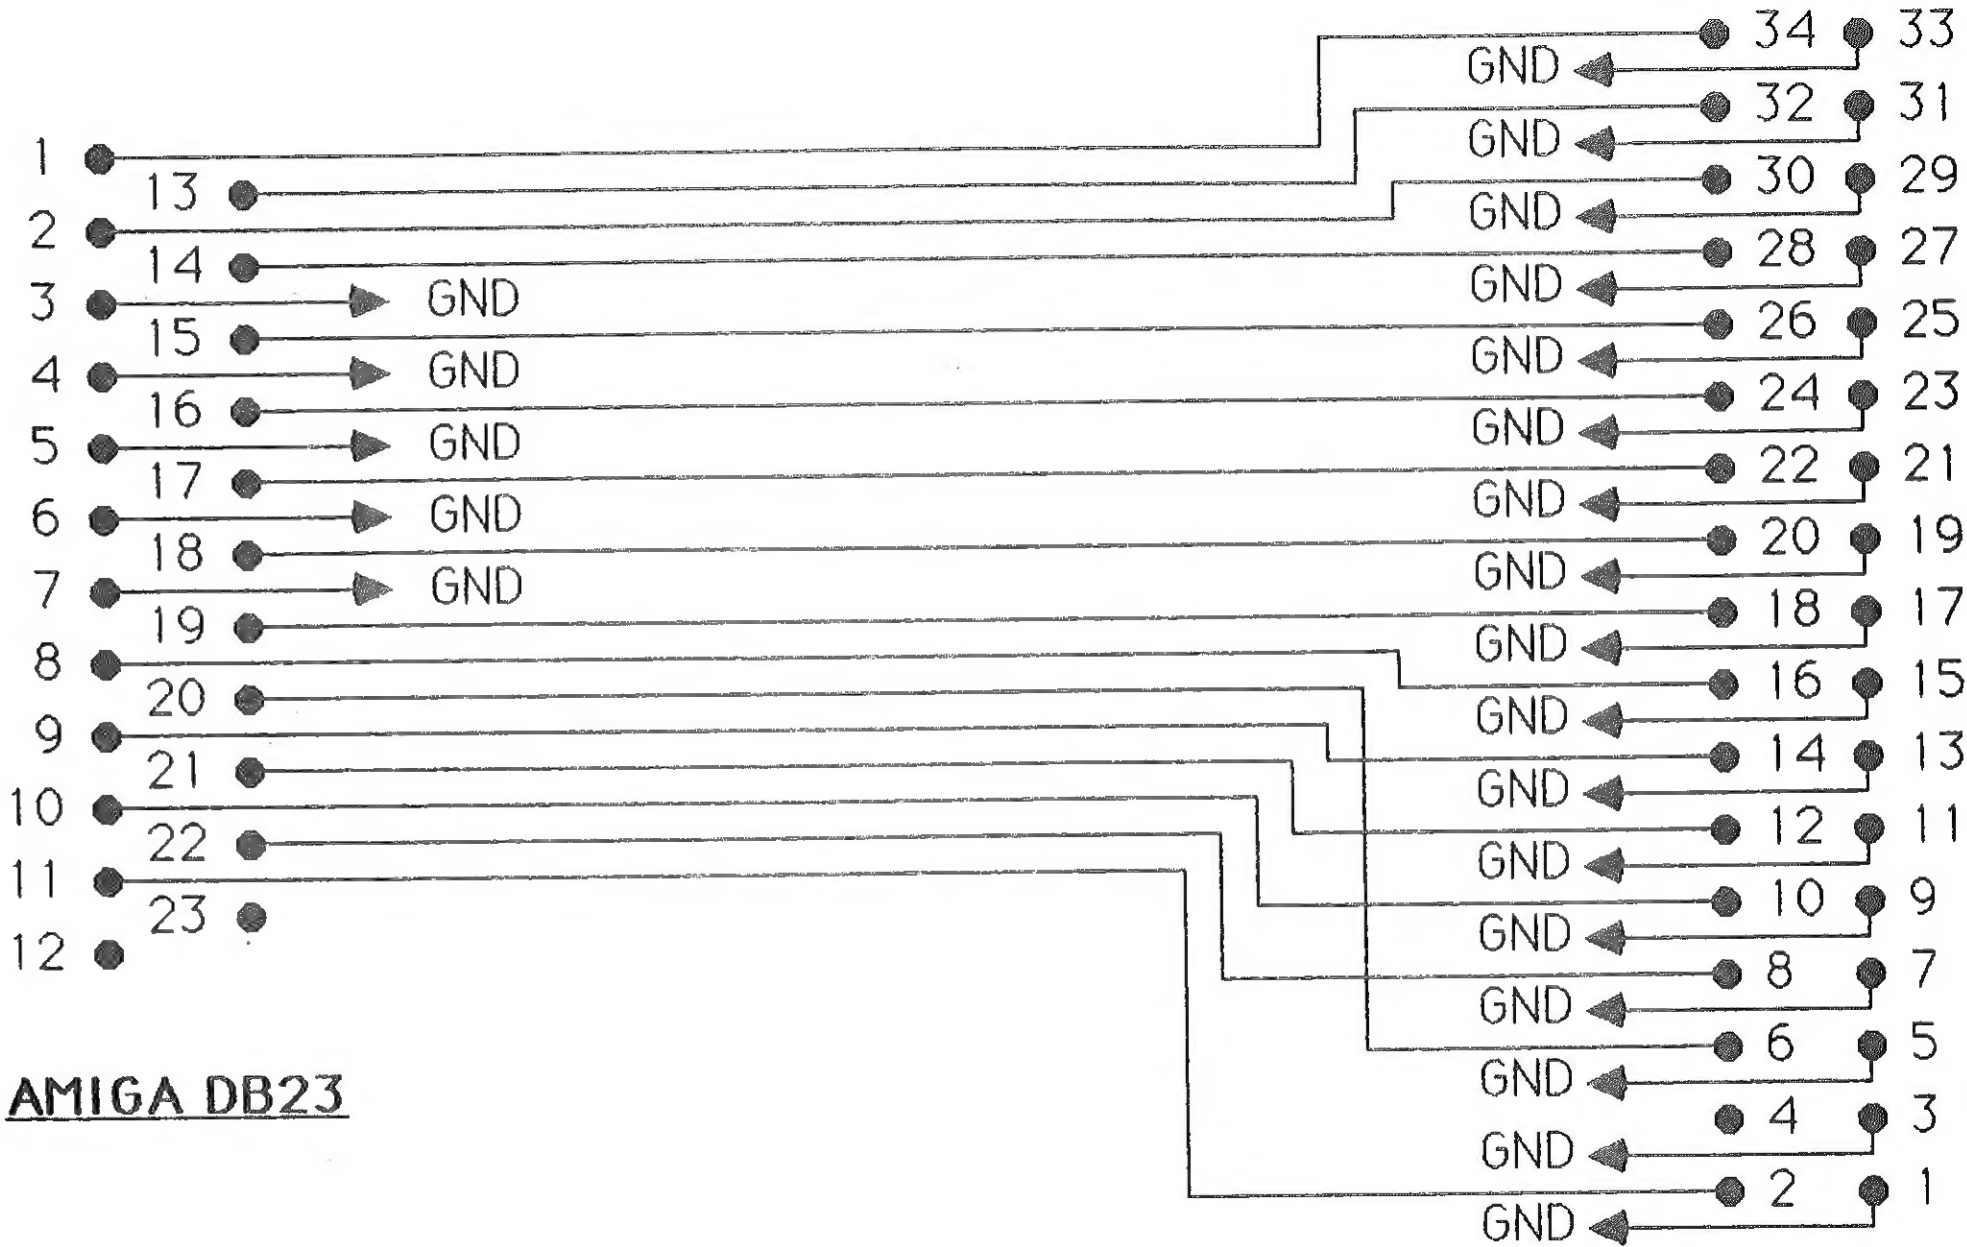 34 33
GND
32 31
1 GND
13 30 29
2 GND
14 28 27
3 GND GND
15 26 25
4 GND GND
16 24 23
5 GND GND
17 22 21
6 GND GND
18 20 19
7 GND GND
19 18 17
8 GND
20 16 15
GND
9 14 13
21 GND
10 12 11
22 GND
11 10 9
23 GND
12 8 7
GND
6 5
GND
AMIGA DB23
4 3
GND
2 1
GND